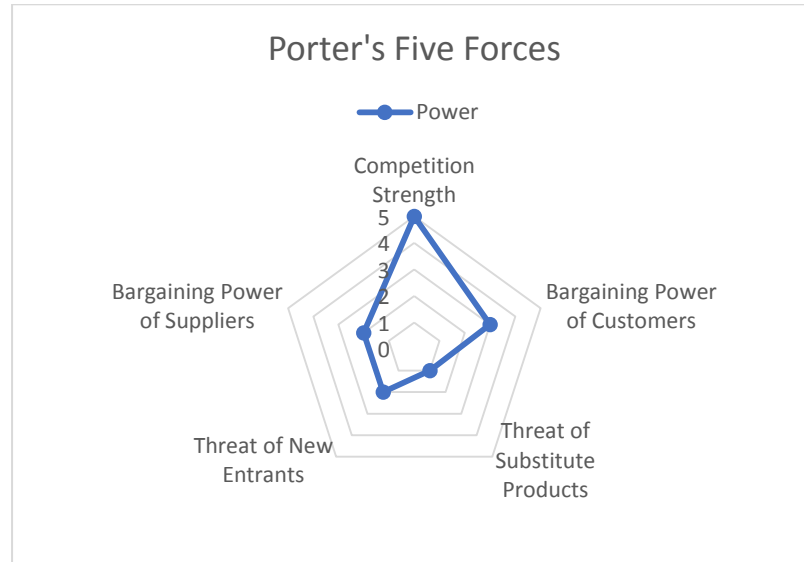 Porter's Five Forces
Power
Competition
Strength
5
4
3
2
1
0
Bargaining Power
of Suppliers
Bargaining Power
of Customers
Threat of New
Entrants
Threat of
Substitute
Products